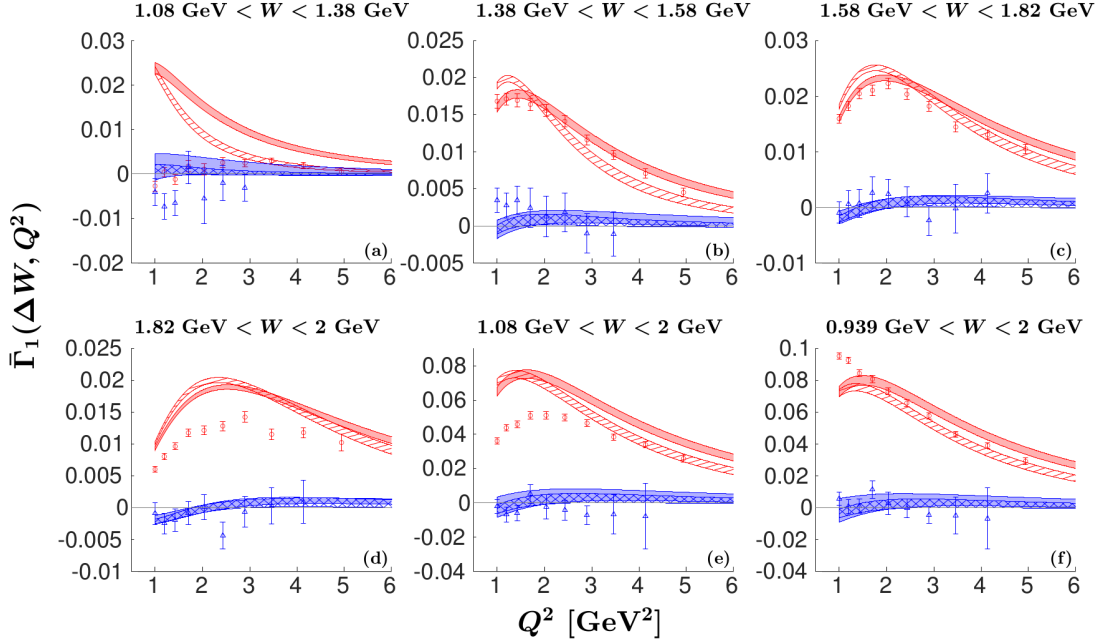 1.08 GeV < W < 1.38 GeV
1.38 GeV < W < 1.58 GeV
1.58 GeV < W < 1.82 GeV
0.03
0.02
0.01
0
-0.01
-0.02
1 2 3 4 5 6
(a)
0.025
0.02
0.015
0.01
0.005
0
-0.005
1 2 3 4 5 6
(b)
0.03
0.02
0.01
0
-0.01
1 2 3 4 5 6
(c)
Γ̄₁(ΔW, Q²)
1.82 GeV < W < 2 GeV
1.08 GeV < W < 2 GeV
0.939 GeV < W < 2 GeV
0.025
0.02
0.015
0.01
0.005
0
-0.005
-0.01
1 2 3 4 5 6
(d)
0.08
0.06
0.04
0.02
0
-0.02
-0.04
1 2 3 4 5 6
(e)
0.1
0.08
0.06
0.04
0.02
0
-0.02
-0.04
1 2 3 4 5 6
(f)
Q² [GeV²]